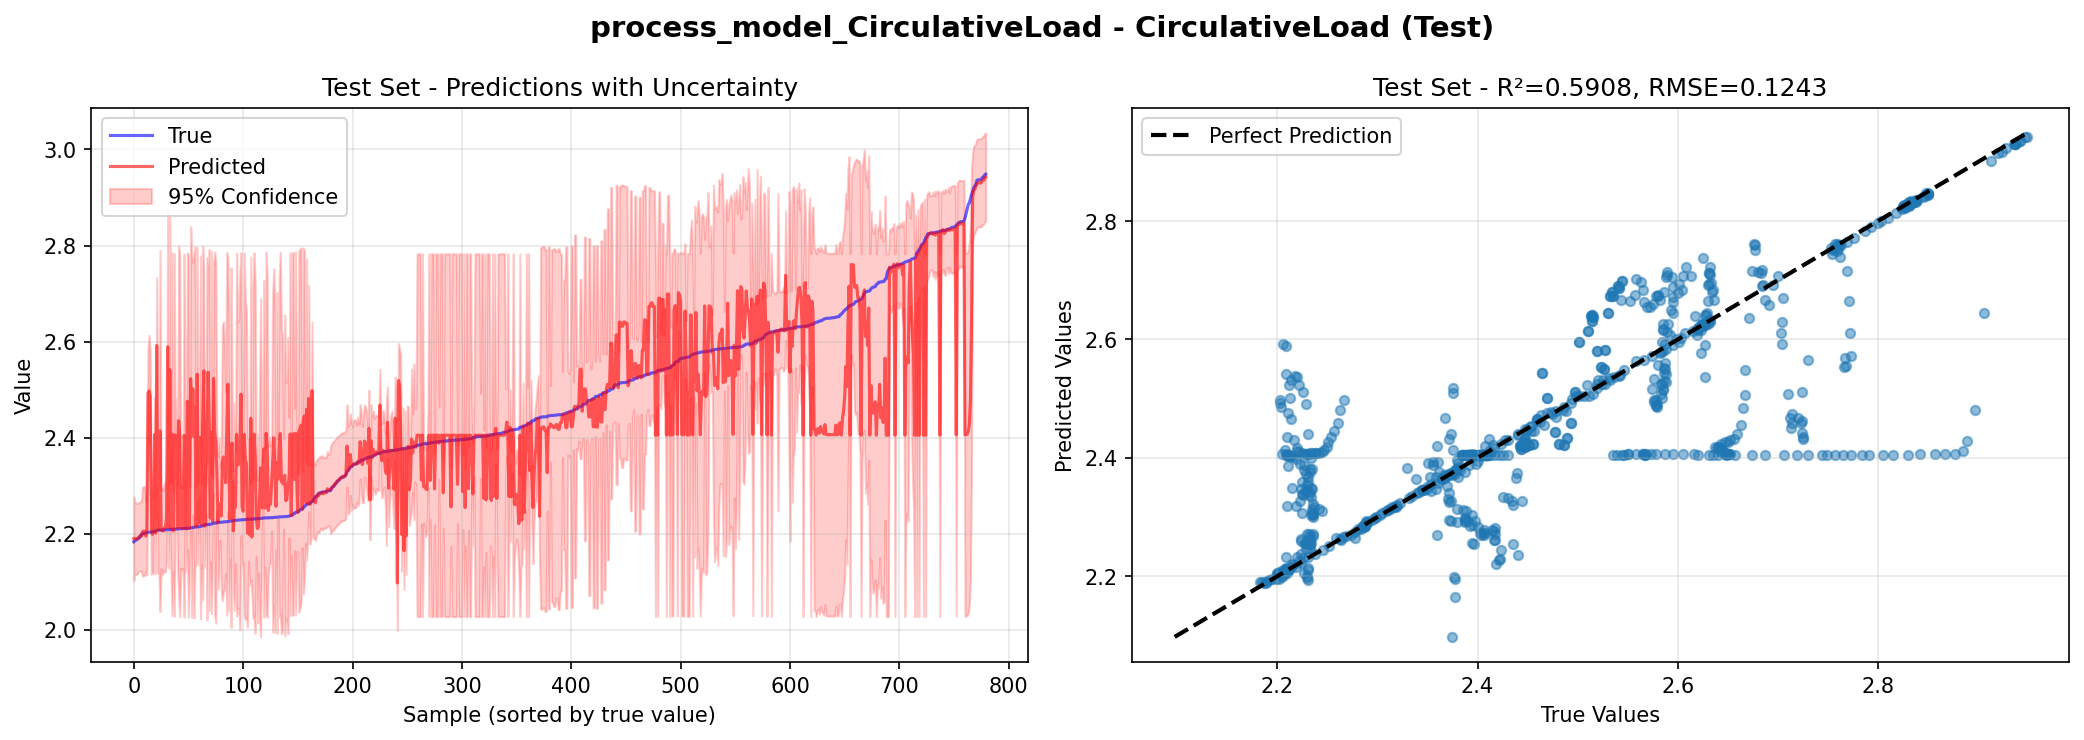 process_model_CirculativeLoad - CirculativeLoad (Test)
Test Set - Predictions with Uncertainty
True
Predicted
95% Confidence
3.0
2.8
2.6
2.4
2.2
2.0
Value
0 100 200 300 400 500 600 700 800
Sample (sorted by true value)
Test Set - R²=0.5908, RMSE=0.1243
Perfect Prediction
2.8
2.6
2.4
2.2
Predicted Values
2.2 2.4 2.6 2.8
True Values